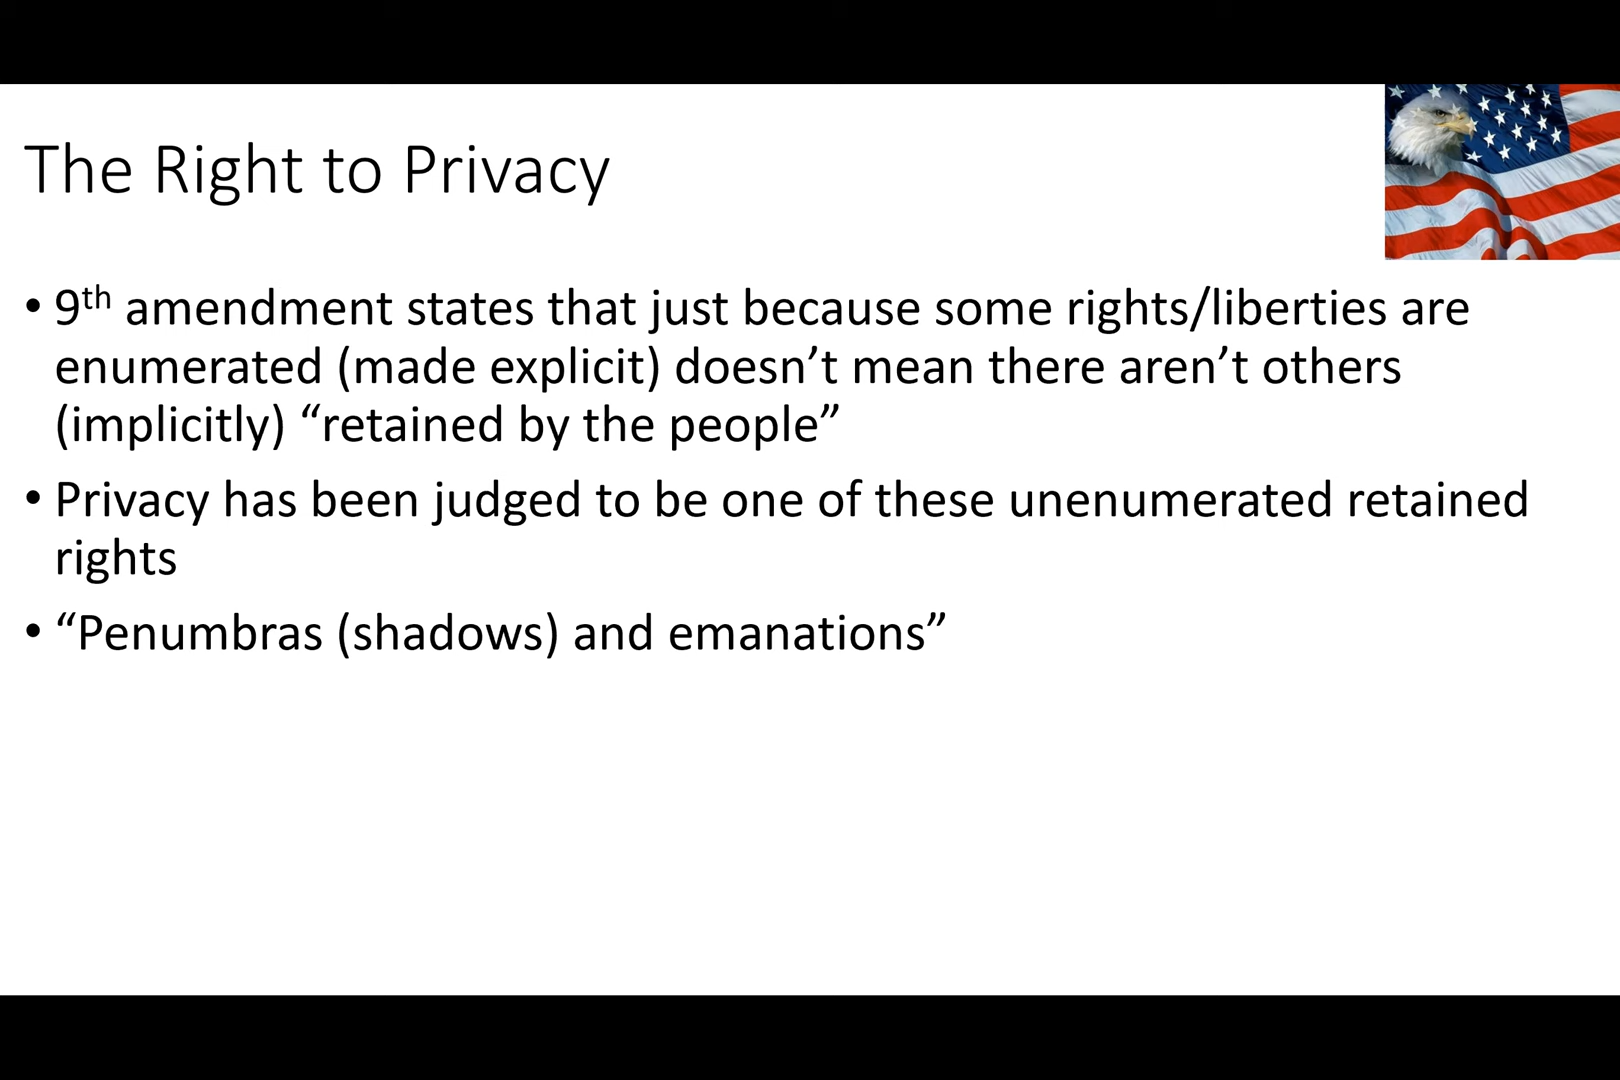 The Right to Privacy
• 9th amendment states that just because some rights/liberties are
enumerated (made explicit) doesn’t mean there aren’t others
(implicitly) “retained by the people”
• Privacy has been judged to be one of these unenumerated retained
rights
• “Penumbras (shadows) and emanations”